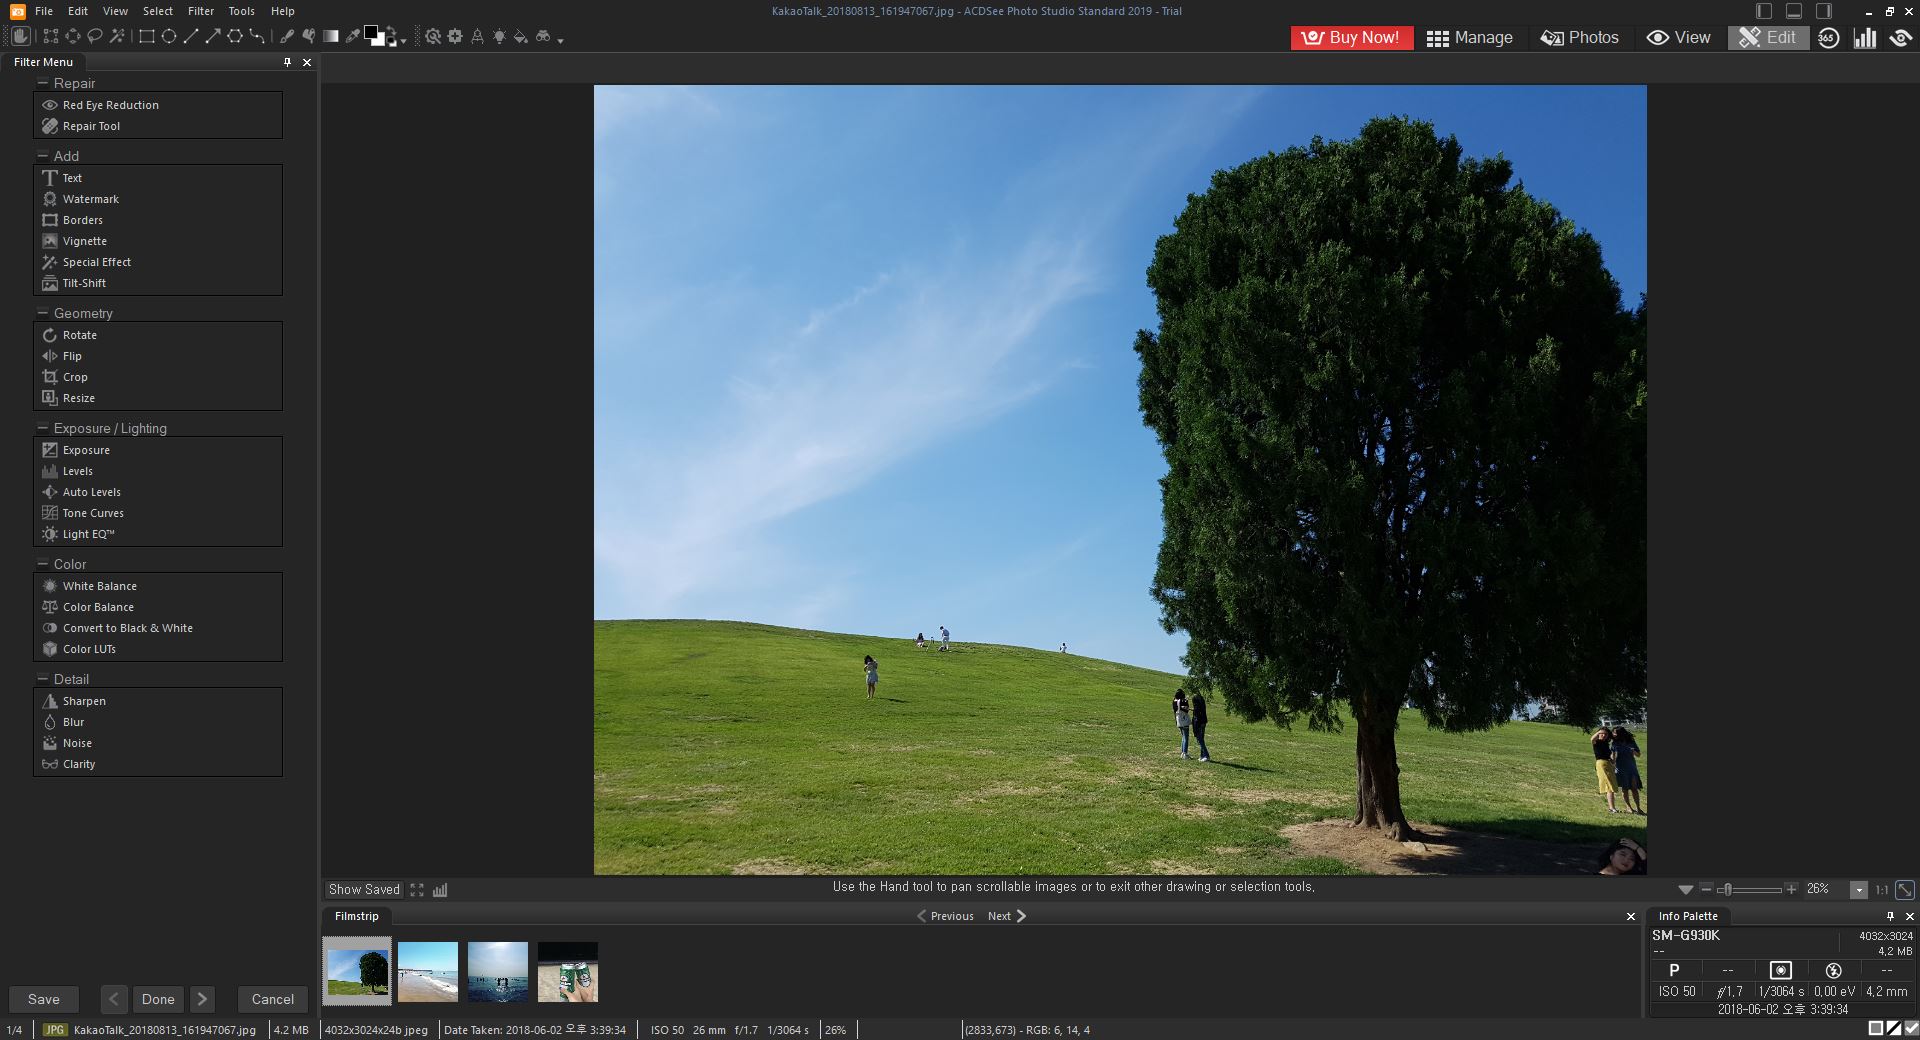 File Edit View Select Filter Tools Help
KakaoTalk_20180813_161947067.jpg - ACDSee Photo Studio Standard 2019 - Trial
Buy Now! Manage Photos View Edit 365
Filter Menu
Repair
Red Eye Reduction
Repair Tool
Add
Text
Watermark
Borders
Vignette
Special Effect
Tilt-Shift
Geometry
Rotate
Flip
Crop
Resize
Exposure / Lighting
Exposure
Levels
Auto Levels
Tone Curves
Light EQ™
Color
White Balance
Color Balance
Convert to Black & White
Color LUTs
Detail
Sharpen
Blur
Noise
Clarity
Save Done Cancel
Show Saved
Use the Hand tool to pan scrollable images or to exit other drawing or selection tools.
26% 1:1
Filmstrip
Previous Next
Info Palette
SM-G930K 4032x3024
-- 4.2 MB
P -- --
ISO 50 f/1.7 1/3064 s 0.00 eV 4.2 mm
2018-06-02 오후 3:39:34
1/4 JPG KakaoTalk_20180813_161947067.jpg 4.2 MB 4032x3024x24b jpeg Date Taken: 2018-06-02 오후 3:39:34 ISO 50 26 mm f/1.7 1/3064 s 26% (2833,673) - RGB: 6, 14, 4